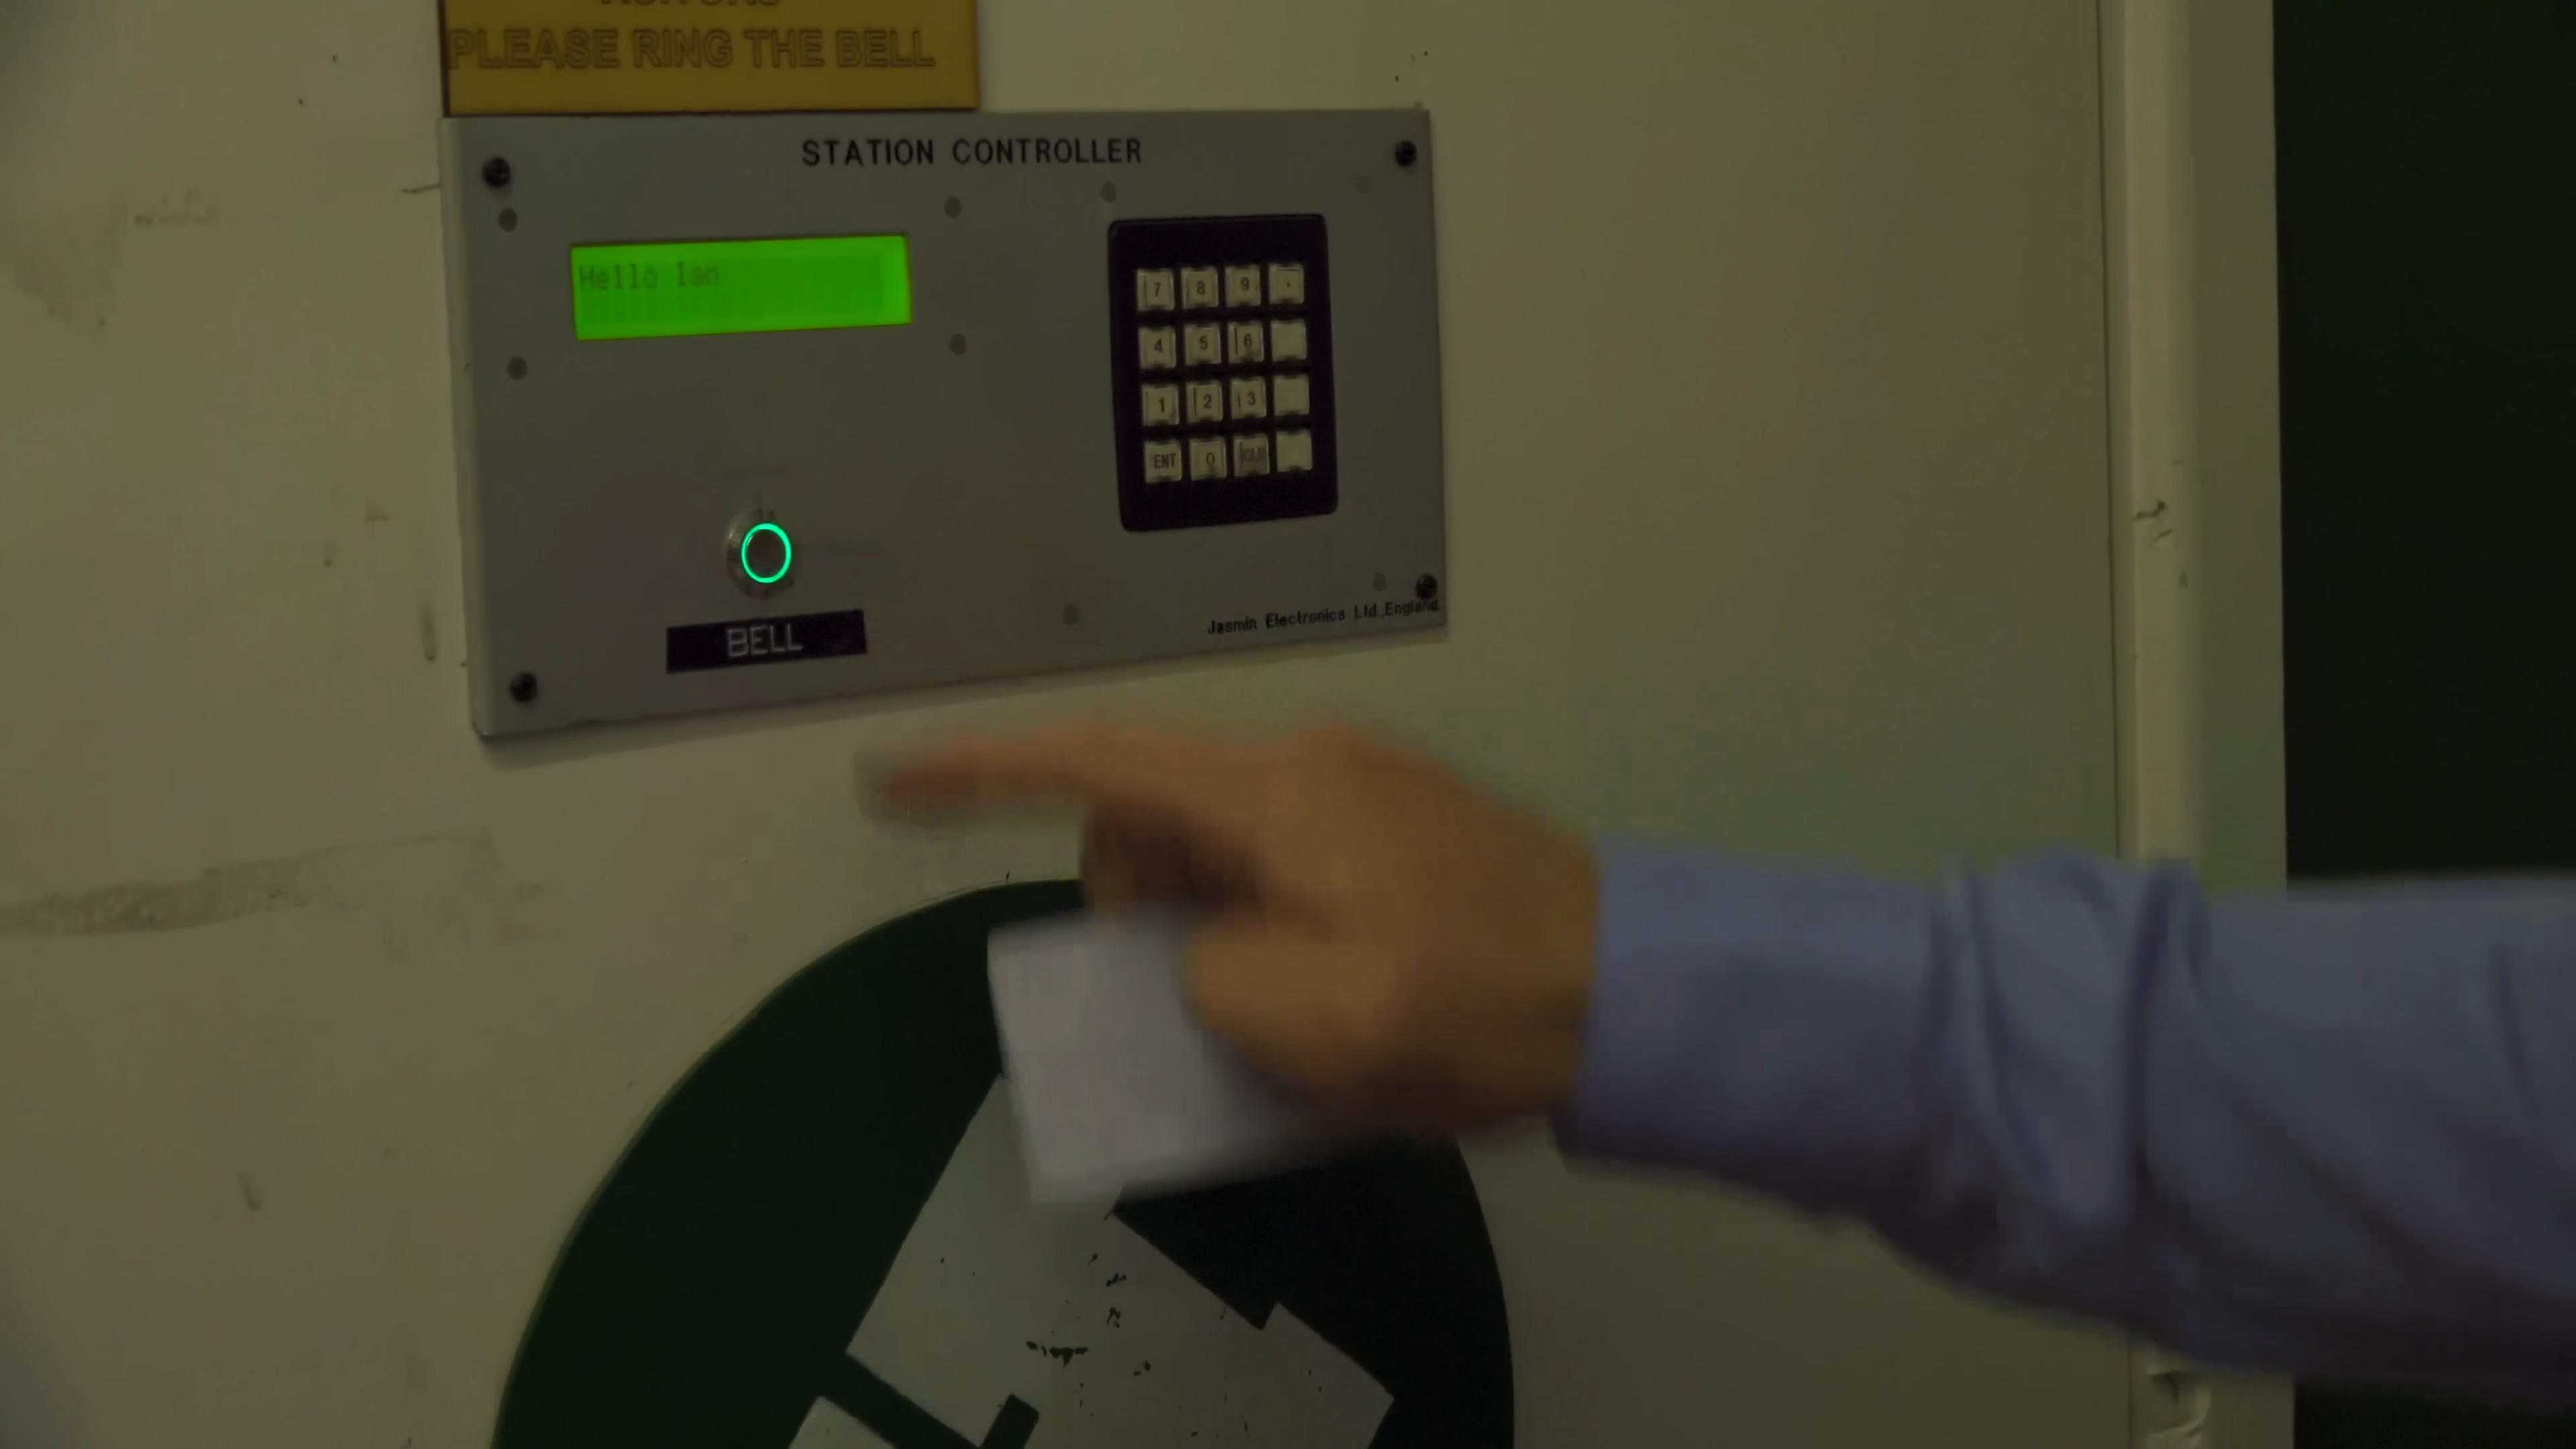 PLEASE RING THE BELL
STATION CONTROLLER
Hello Ian
7 8 9 .
4 5 6
1 2 3
ENT 0 CLR
BELL
Jasmin Electronics Ltd.,England.